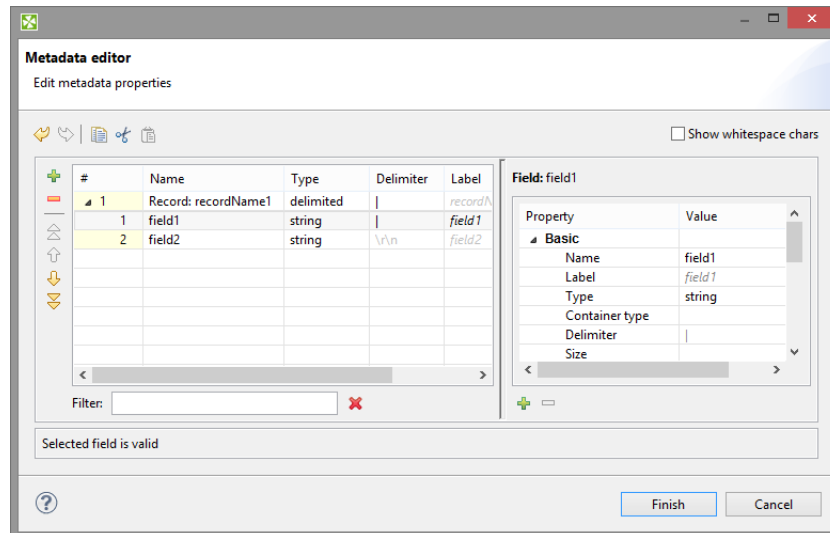 Metadata editor
Edit metadata properties
Show whitespace chars
# Name Type Delimiter Label
1 Record: recordName1 delimited | recordN
1 field1 string | field1
2 field2 string \r\n field2
Filter:
Field: field1
Property Value
Basic
Name field1
Label field1
Type string
Container type
Delimiter |
Size
Selected field is valid
Finish Cancel